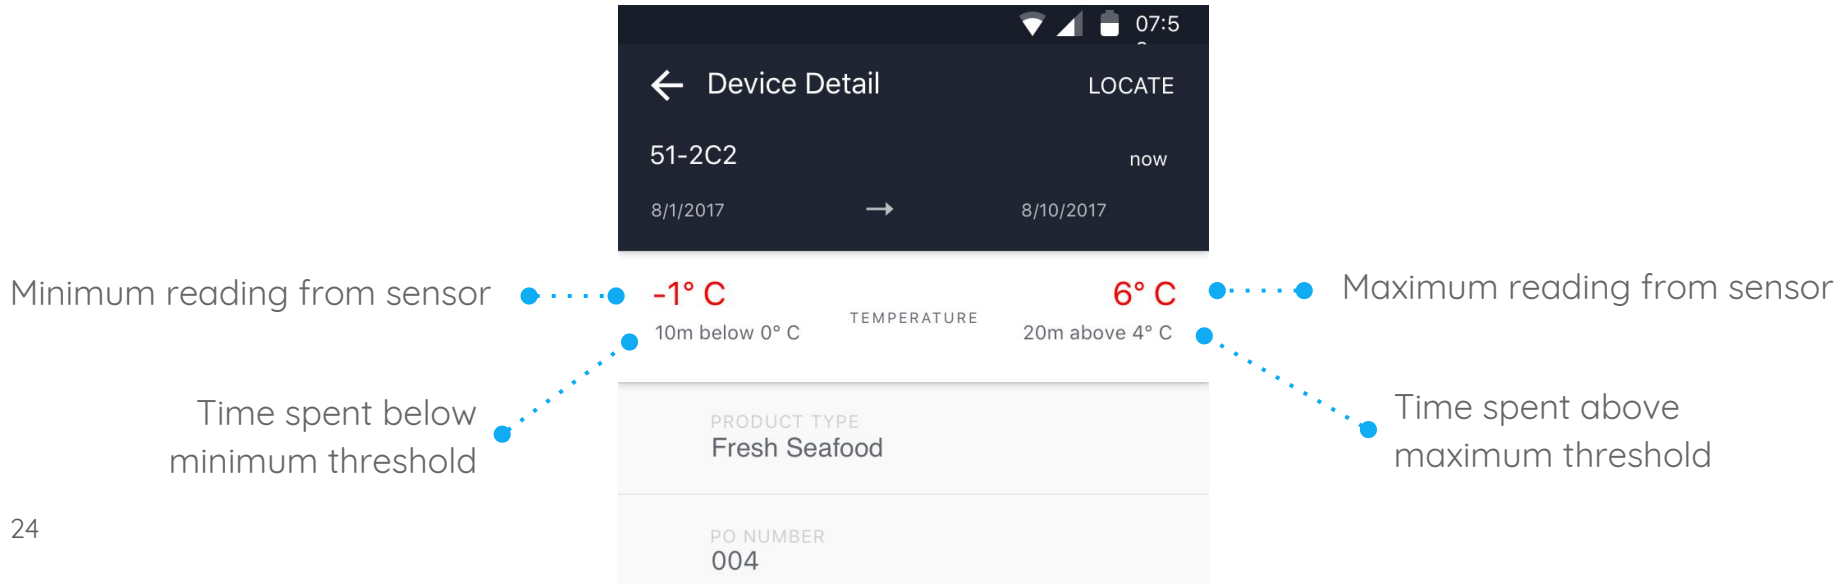 07:5
Device Detail
LOCATE
51-2C2
now
8/1/2017
→
8/10/2017
Minimum reading from sensor
-1° C
6° C
Maximum reading from sensor
10m below 0° C
TEMPERATURE
20m above 4° C
Time spent below
minimum threshold
Time spent above
maximum threshold
PRODUCT TYPE
Fresh Seafood
PO NUMBER
004
24